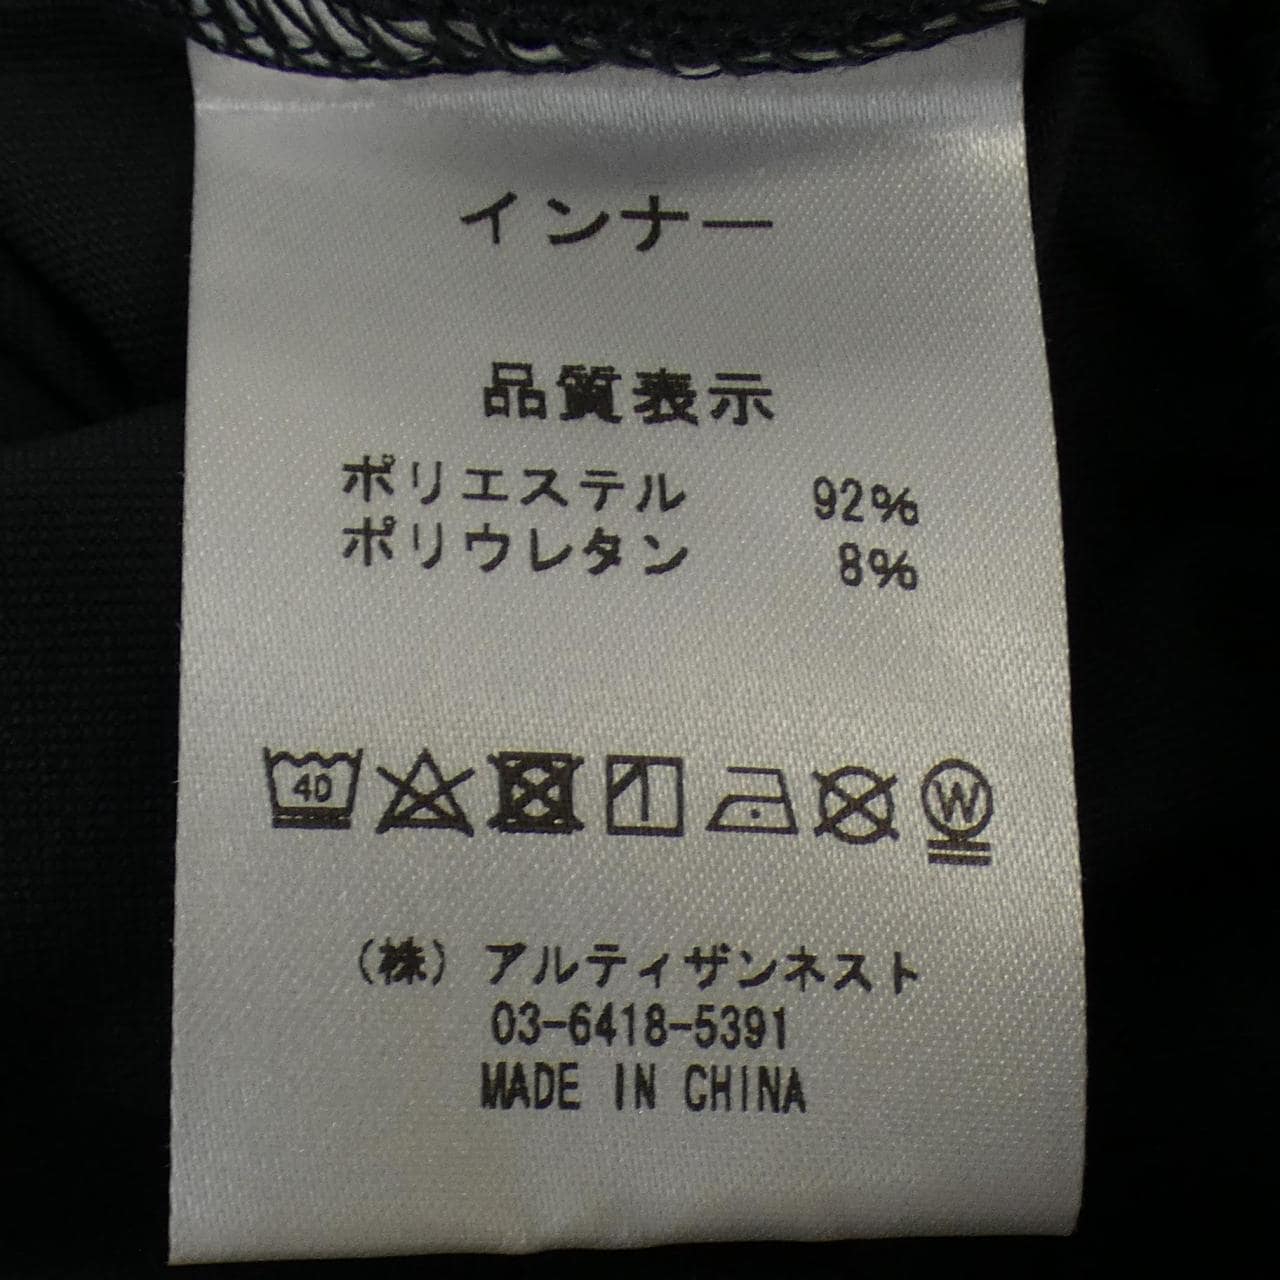 インナー
品質表示
ポリエステル 92%
ポリウレタン 8%
40 W
(株) アルティザンネスト
03-6418-5391
MADE IN CHINA